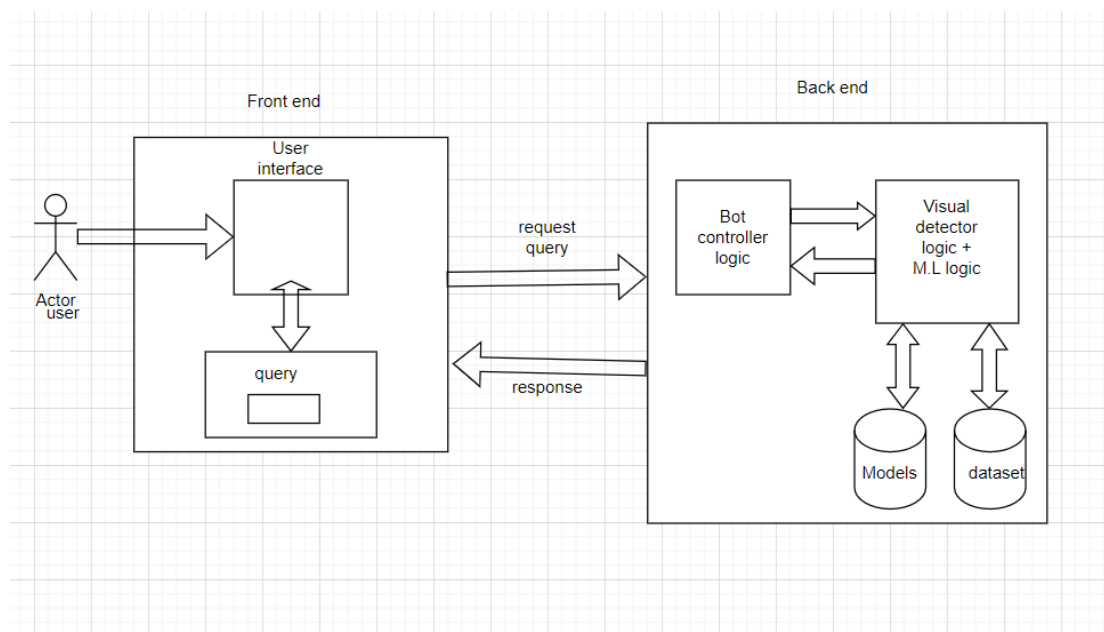 Front end
User
interface
Actor
user
query
request
query
response
Back end
Bot
controller
logic
Visual
detector
logic +
M.L logic
Models
dataset